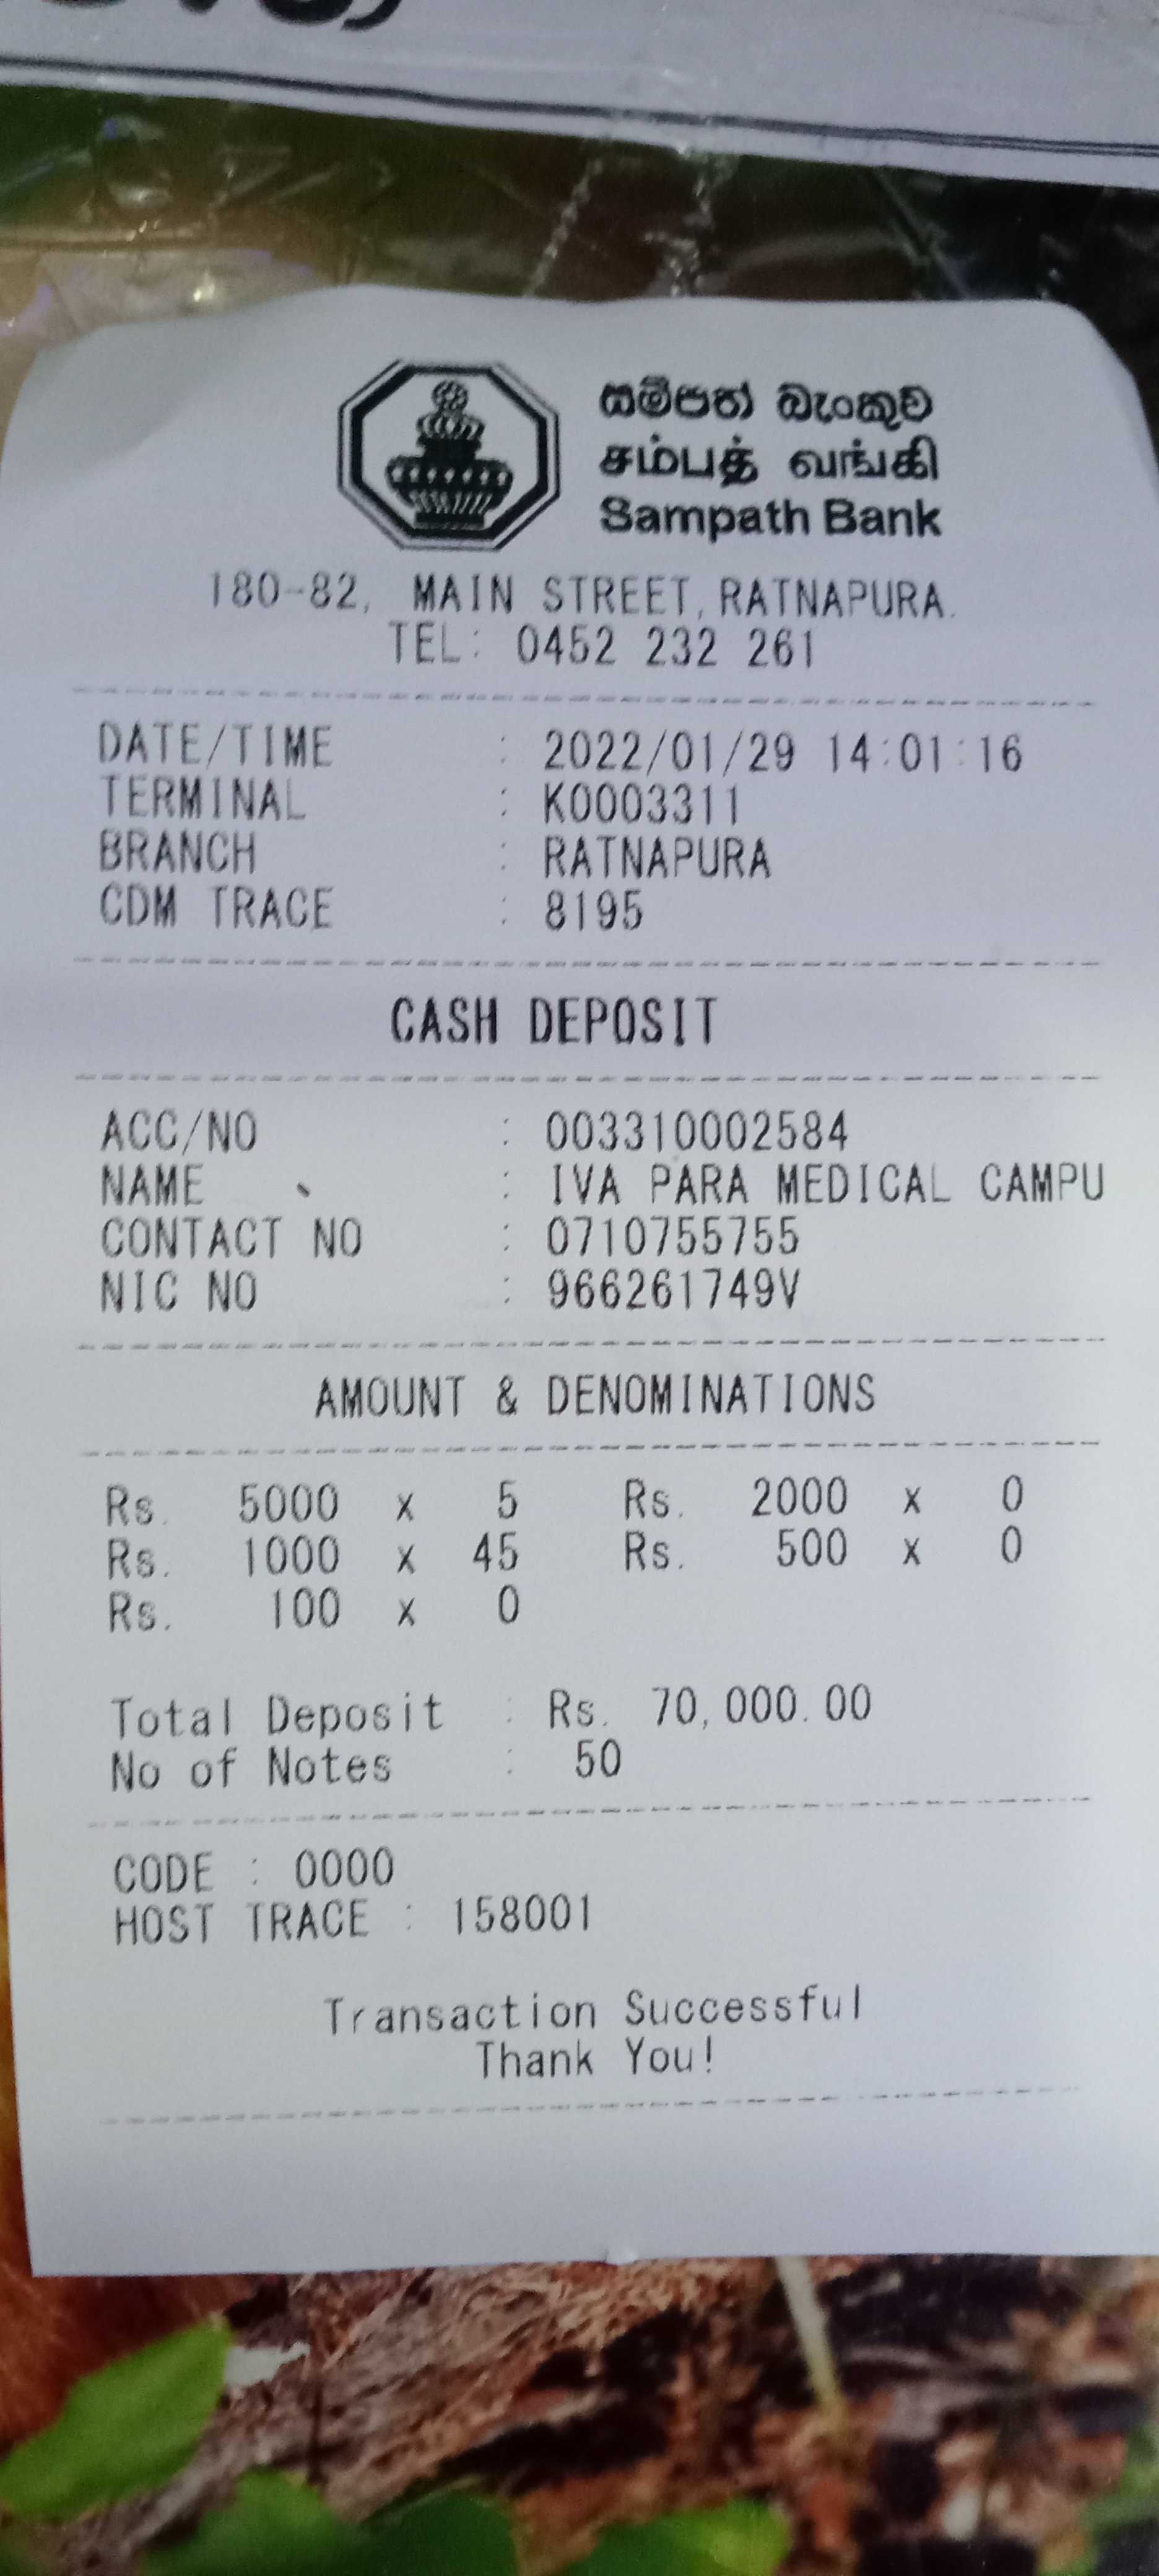 සම්පත් බැංකුව
சம்பத் வங்கி
Sampath Bank
180-82, MAIN STREET, RATNAPURA.
TEL: 0452 232 261
DATE/TIME : 2022/01/29 14:01:16
TERMINAL : K0003311
BRANCH : RATNAPURA
CDM TRACE : 8195
CASH DEPOSIT
ACC/NO : 003310002584
NAME : IVA PARA MEDICAL CAMPU
CONTACT NO : 0710755755
NIC NO : 966261749V
AMOUNT & DENOMINATIONS
Rs. 5000 x 5 Rs. 2000 x 0
Rs. 1000 x 45 Rs. 500 x 0
Rs. 100 x 0
Total Deposit : Rs. 70,000.00
No of Notes : 50
CODE : 0000
HOST TRACE : 158001
Transaction Successful
Thank You!